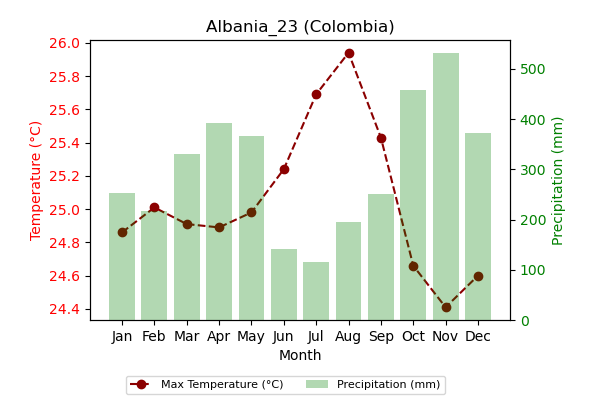 Albania_23 (Colombia)
26.0
25.8
25.6
25.4
25.2
25.0
24.8
24.6
24.4
Temperature (°C)
500
400
300
200
100
0
Precipitation (mm)
Jan Feb Mar Apr May Jun Jul Aug Sep Oct Nov Dec
Month
Max Temperature (°C) Precipitation (mm)